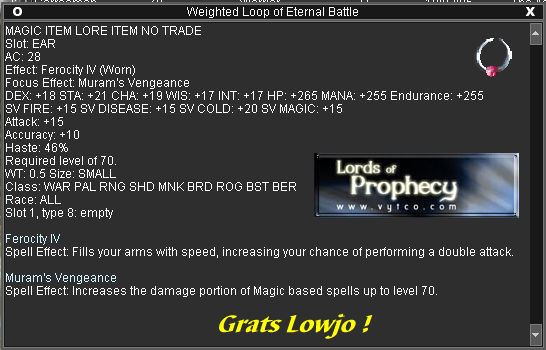 Weighted Loop of Eternal Battle
MAGIC ITEM LORE ITEM NO TRADE
Slot: EAR
AC: 28
Effect: Ferocity IV (Worn)
Focus Effect: Muram's Vengeance
DEX: +18 STA: +21 CHA: +19 WIS: +17 INT: +17 HP: +265 MANA: +255 Endurance: +255
SV FIRE: +15 SV DISEASE: +15 SV COLD: +20 SV MAGIC: +15
Attack: +15
Accuracy: +10
Haste: 46%
Required level of 70.
WT: 0.5 Size: SMALL
Class: WAR PAL RNG SHD MNK BRD ROG BST BER
Race: ALL
Slot 1, type 8: empty
Lords of
Prophecy
www.vytco.com
Ferocity IV
Spell Effect: Fills your arms with speed, increasing your chance of performing a double attack.
Muram's Vengeance
Spell Effect: Increases the damage portion of Magic based spells up to level 70.
Grats Lowjo !